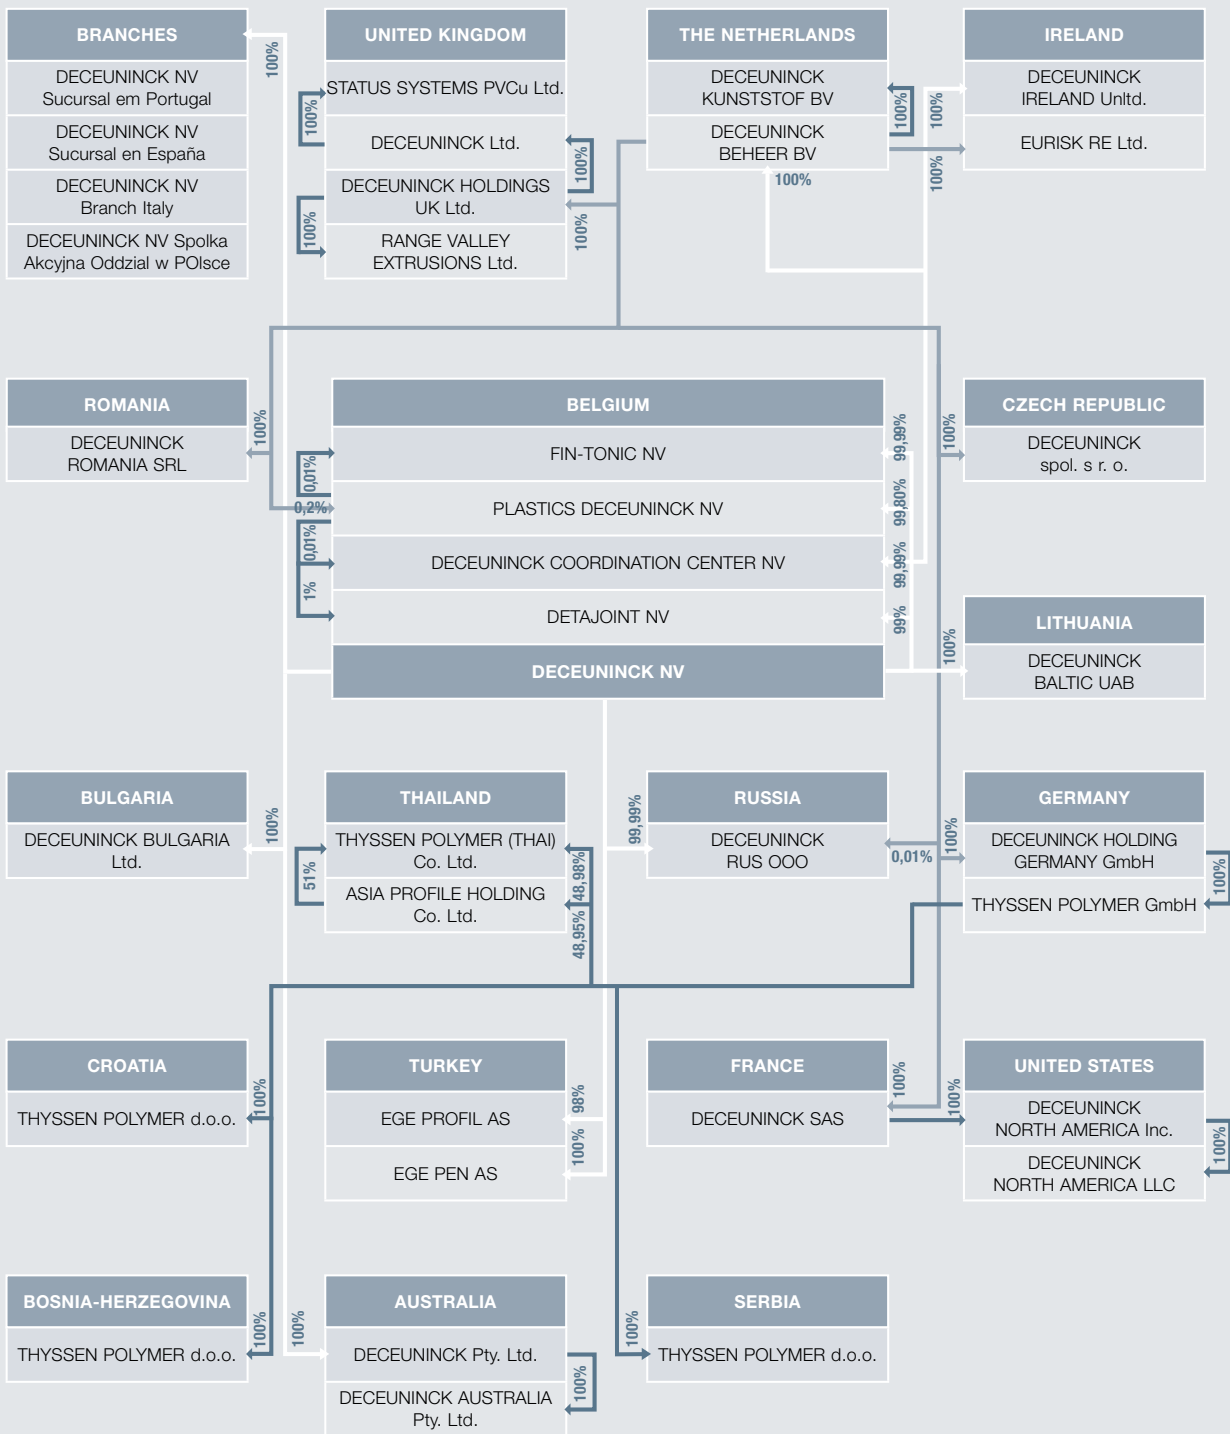 BRANCHES
DECEUNINCK NV
Sucursal em Portugal
DECEUNINCK NV
Sucursal en España
DECEUNINCK NV
Branch Italy
DECEUNINCK NV Spolka
Akcyjna Oddzial w POlsce
100%
UNITED KINGDOM
STATUS SYSTEMS PVCu Ltd.
100%
DECEUNINCK Ltd.
100%
DECEUNINCK HOLDINGS
UK Ltd.
100%
RANGE VALLEY
EXTRUSIONS Ltd.
100%
THE NETHERLANDS
DECEUNINCK
KUNSTSTOF BV
100%
DECEUNINCK
BEHEER BV
100%
IRELAND
100%
DECEUNINCK
IRELAND Unltd.
100%
EURISK RE Ltd.
ROMANIA
DECEUNINCK
ROMANIA SRL
100%
BELGIUM
FIN-TONIC NV
99,99%
0,01%
0,2%
PLASTICS DECEUNINCK NV
99,80%
0,01%
DECEUNINCK COORDINATION CENTER NV
99,99%
1%
DETAJOINT NV
99%
DECEUNINCK NV
CZECH REPUBLIC
100%
DECEUNINCK
spol. s r. o.
LITHUANIA
100%
DECEUNINCK
BALTIC UAB
BULGARIA
DECEUNINCK BULGARIA
Ltd.
100%
THAILAND
THYSSEN POLYMER (THAI)
Co. Ltd.
51%
48,98%
ASIA PROFILE HOLDING
Co. Ltd.
48,95%
RUSSIA
99,99%
DECEUNINCK
RUS OOO
0,01%
GERMANY
100%
DECEUNINCK HOLDING
GERMANY GmbH
100%
THYSSEN POLYMER GmbH
CROATIA
THYSSEN POLYMER d.o.o.
100%
TURKEY
EGE PROFIL AS
98%
EGE PEN AS
100%
FRANCE
DECEUNINCK SAS
100%
UNITED STATES
100%
DECEUNINCK
NORTH AMERICA Inc.
100%
DECEUNINCK
NORTH AMERICA LLC
BOSNIA-HERZEGOVINA
THYSSEN POLYMER d.o.o.
100%
AUSTRALIA
100%
DECEUNINCK Pty. Ltd.
100%
DECEUNINCK AUSTRALIA
Pty. Ltd.
SERBIA
100%
THYSSEN POLYMER d.o.o.